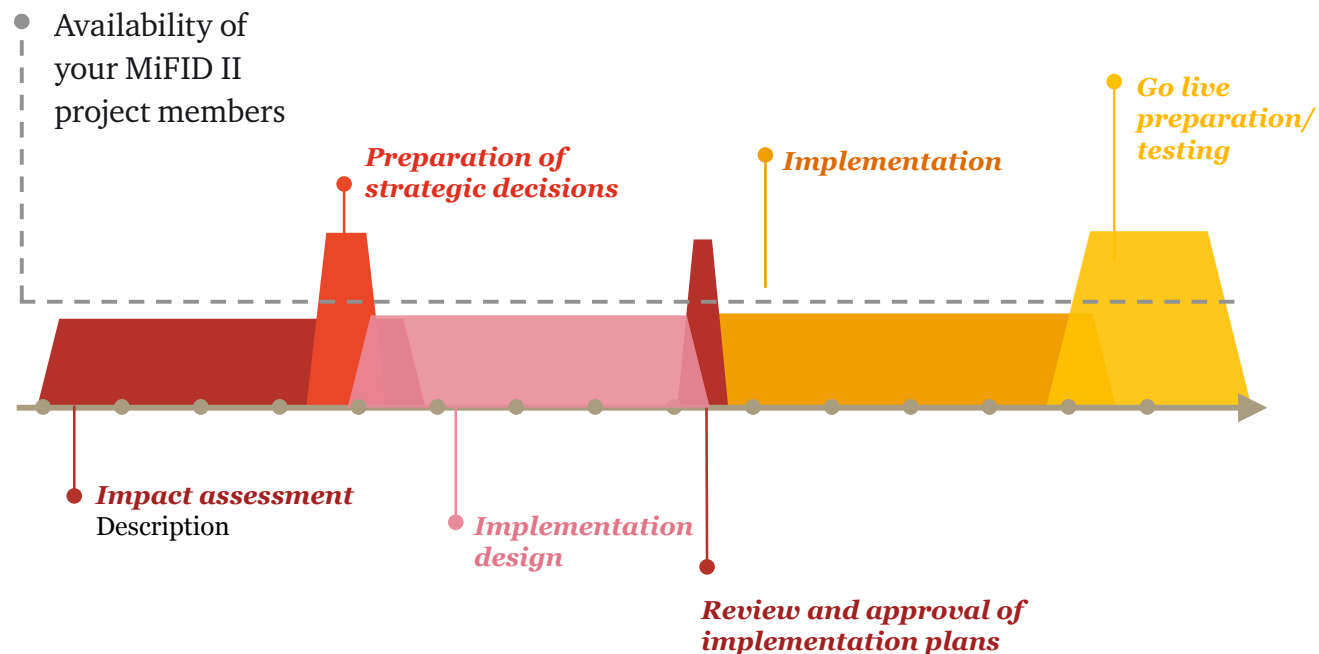 Availability of
your MiFID II
project members
Preparation of
strategic decisions
Implementation
Go live
preparation/
testing
Impact assessment
Description
Implementation
design
Review and approval of
implementation plans